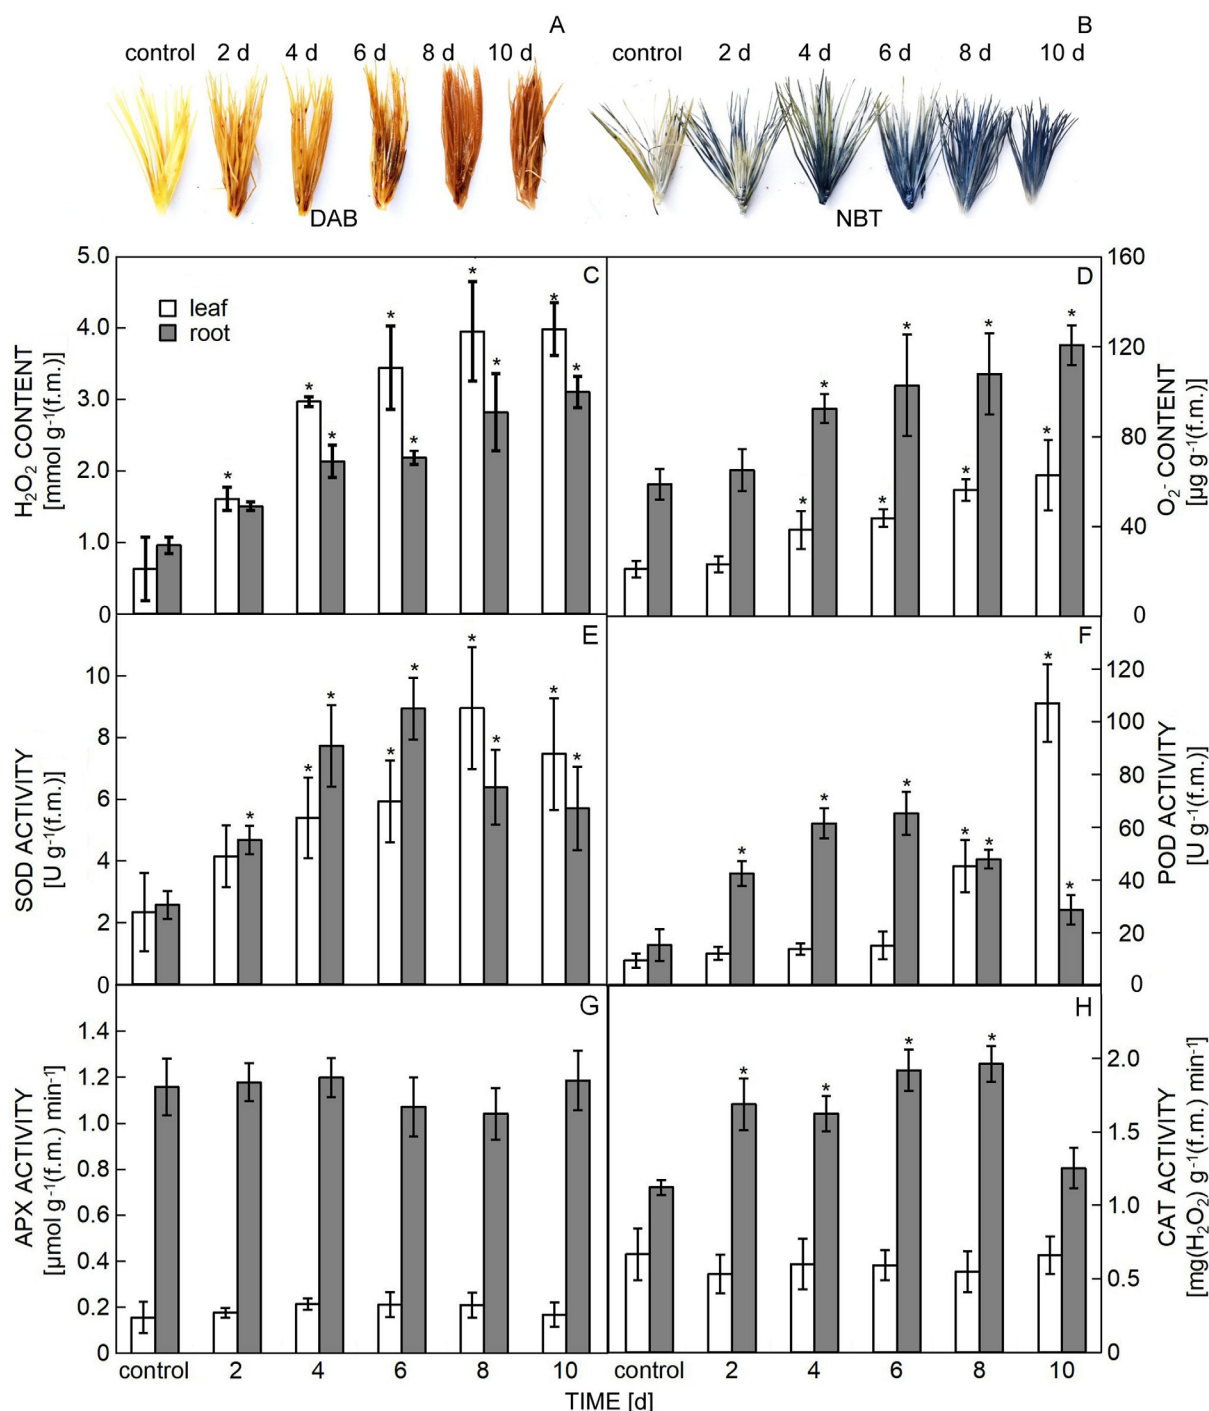 A
control 2 d 4 d 6 d 8 d 10 d
DAB
B
control 2 d 4 d 6 d 8 d 10 d
NBT
C
leaf
root
H₂O₂ CONTENT
[mmol g⁻¹(f.m.)]
5.0
4.0
3.0
2.0
1.0
0
* * * * * * * * *
D
O₂⁻ CONTENT
[µg g⁻¹(f.m.)]
160
120
80
40
0
* * * * * * * *
E
SOD ACTIVITY
[U g⁻¹(f.m.)]
10
8
6
4
2
0
* * * * * * * * *
F
POD ACTIVITY
[U g⁻¹(f.m.)]
120
100
80
60
40
20
0
* * * * * * *
G
APX ACTIVITY
[µmol g⁻¹(f.m.) min⁻¹]
1.4
1.2
1.0
0.8
0.6
0.4
0.2
0
control 2 4 6 8 10
H
CAT ACTIVITY
[mg(H₂O₂) g⁻¹(f.m.) min⁻¹]
2.0
1.5
1.0
0.5
0
* * * *
control 2 4 6 8 10
TIME [d]